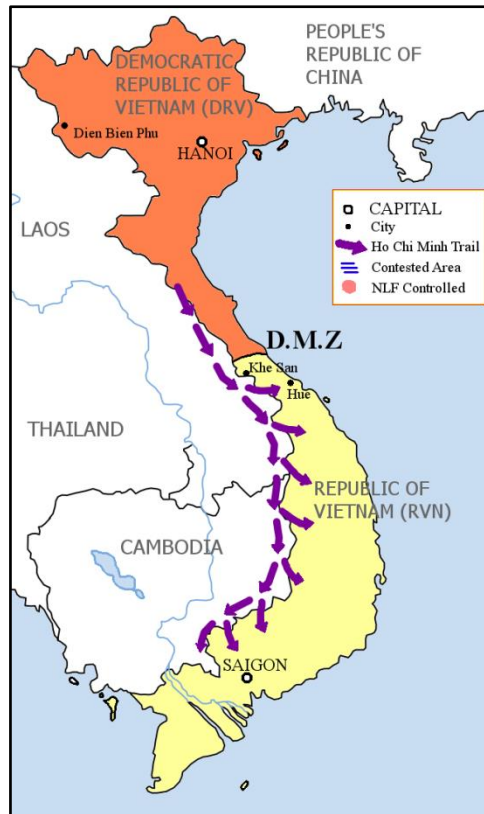 PEOPLE'S
REPUBLIC OF
CHINA
DEMOCRATIC
REPUBLIC OF
VIETNAM (DRV)
Dien Bien Phu
HANOI
LAOS
CAPITAL
City
Ho Chi Minh Trail
Contested Area
NLF Controlled
D.M.Z
Khe San
Hue
THAILAND
REPUBLIC OF
VIETNAM (RVN)
CAMBODIA
SAIGON